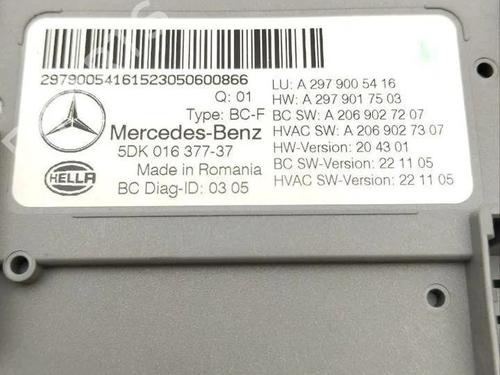 29790054161523050600866
Q: 01
Type: BC-F
Mercedes-Benz
5DK 016 377-37
HELLA
Made in Romania
BC Diag-ID: 03 05
LU: A 297 900 54 16
HW: A 297 901 75 03
BC SW: A 206 902 72 07
HVAC SW: A 206 902 73 07
HW-Version: 20 43 01
BC SW-Version: 22 11 05
HVAC SW-Version: 22 11 05